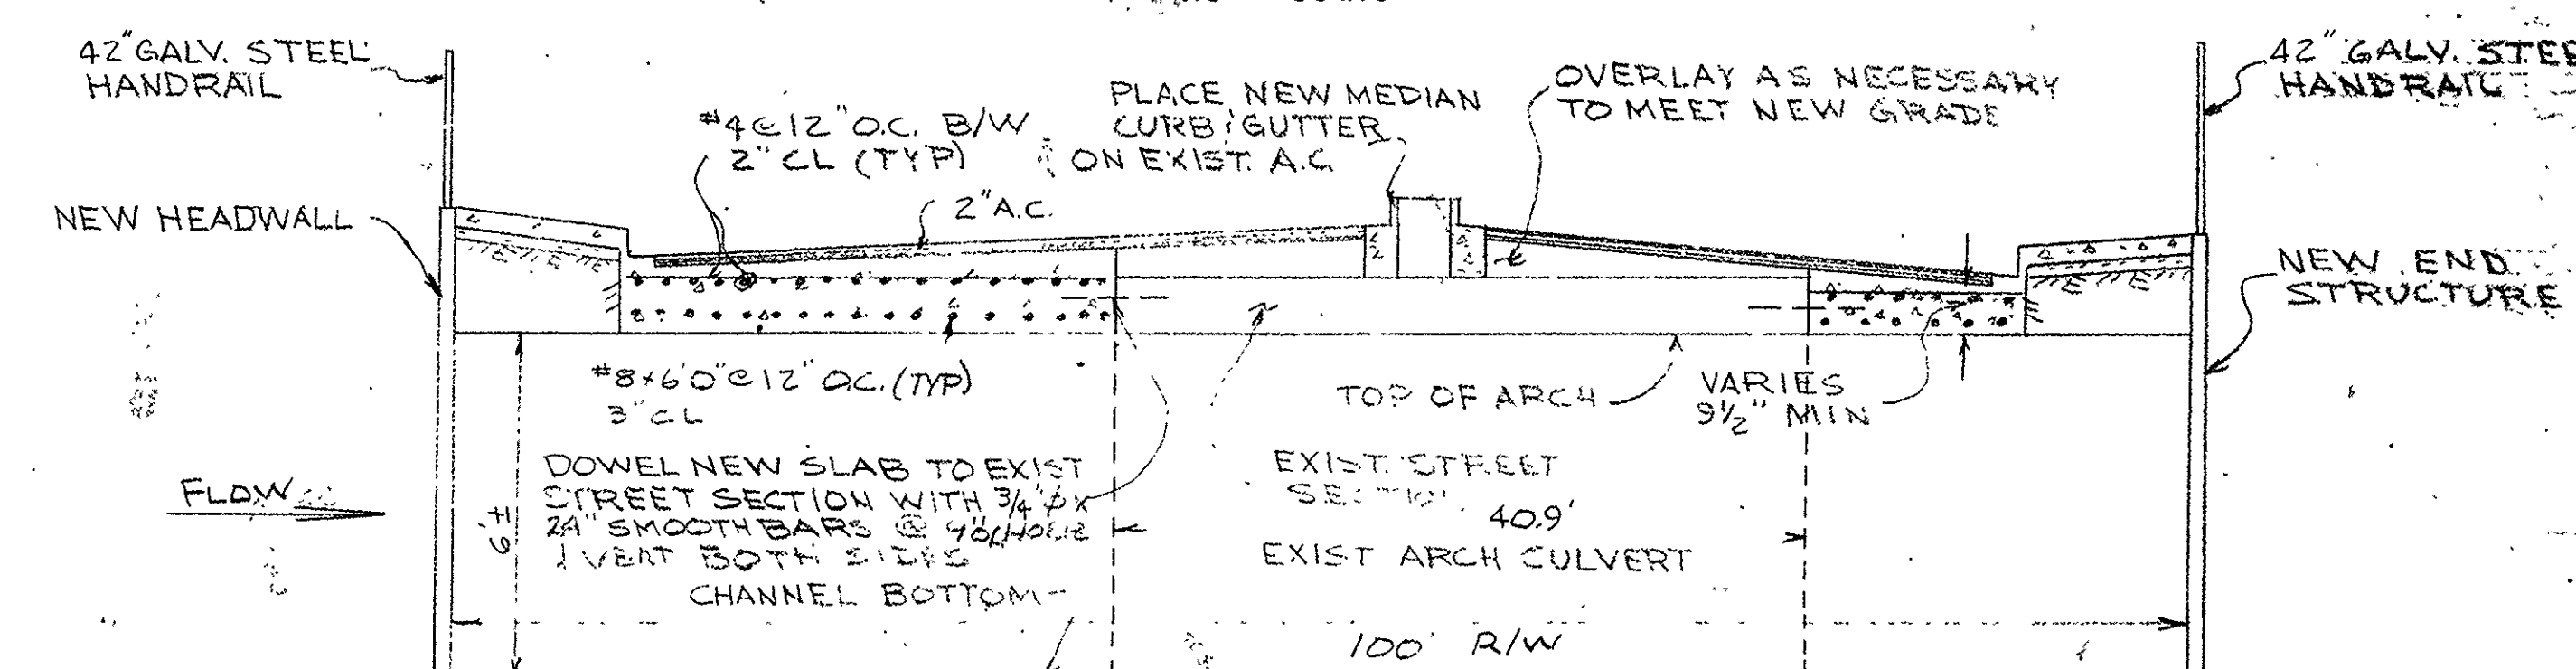 42" GALV. STEEL
HANDRAIL
#4@12" O.C. B/W
2" CL (TYP)
PLACE NEW MEDIAN
CURB & GUTTER
ON EXIST. A.C.
OVERLAY AS NECESSARY
TO MEET NEW GRADE
42" GALV. STEE
HANDRAIL
NEW HEADWALL
2" A.C.
NEW END
STRUCTURE
#8x6'0"@12" O.C. (TYP)
3" CL
TOP OF ARCH
VARIES
9½" MIN
DOWEL NEW SLAB TO EXIST
STREET SECTION WITH 3/4"φ x
24" SMOOTH BARS @
VERT BOTH SIDES
EXIST. STREET
SECTION
40.9'
EXIST ARCH CULVERT
FLOW
6'±
CHANNEL BOTTOM
100' R/W